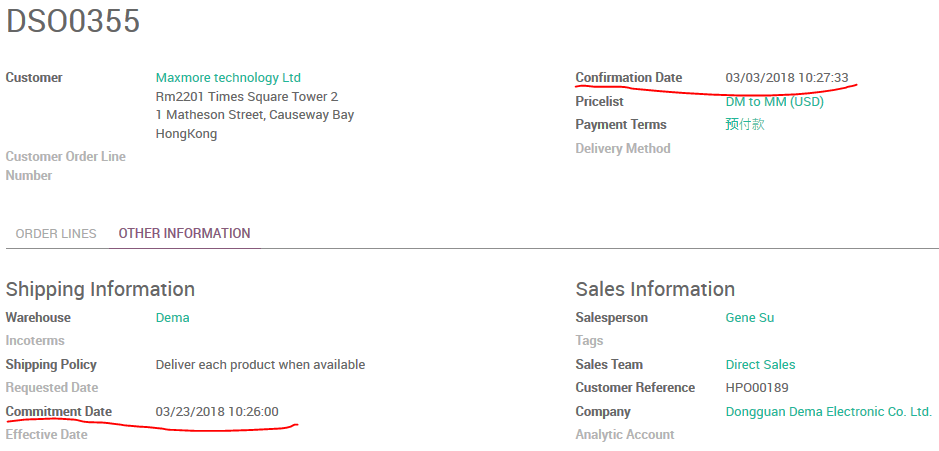 DSO0355
Customer Maxmore technology Ltd
Rm2201 Times Square Tower 2
1 Matheson Street, Causeway Bay
HongKong
Customer Order Line
Number
Confirmation Date 03/03/2018 10:27:33
Pricelist DM to MM (USD)
Payment Terms 预付款
Delivery Method
ORDER LINES OTHER INFORMATION
Shipping Information
Warehouse Dema
Incoterms
Shipping Policy Deliver each product when available
Requested Date
Commitment Date 03/23/2018 10:26:00
Effective Date
Sales Information
Salesperson Gene Su
Tags
Sales Team Direct Sales
Customer Reference HPO00189
Company Dongguan Dema Electronic Co. Ltd.
Analytic Account